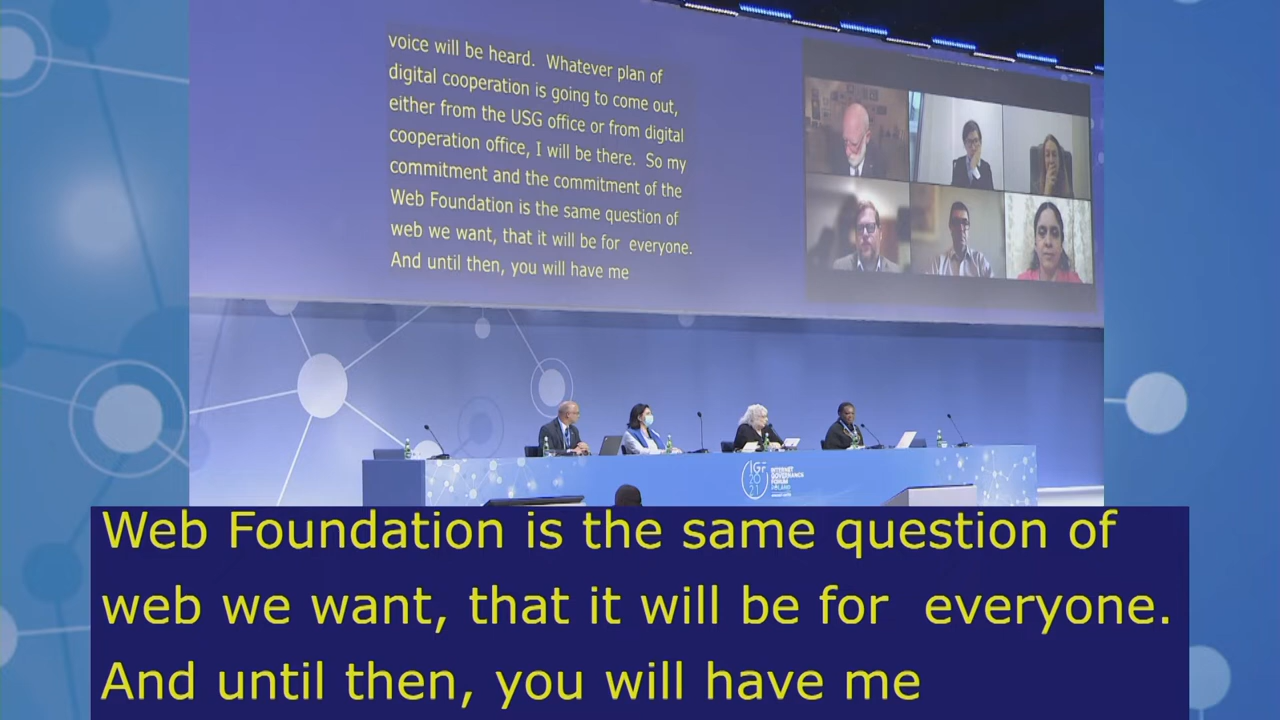 voice will be heard.  Whatever plan of
digital cooperation is going to come out,
either from the USG office or from digital
cooperation office, I will be there.  So my
commitment and the commitment of the
Web Foundation is the same question of
web we want, that it will be for  everyone.
And until then, you will have me
IGF
20
21
INTERNET
GOVERNANCE
FORUM
POLAND
Web Foundation is the same question of
web we want, that it will be for  everyone.
And until then, you will have me